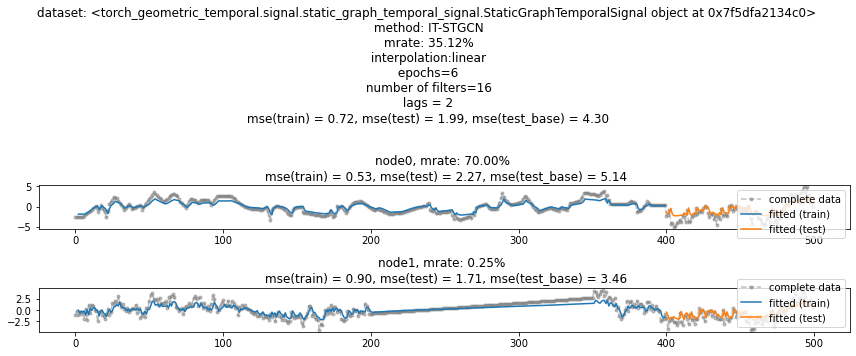 dataset: <torch_geometric_temporal.signal.static_graph_temporal_signal.StaticGraphTemporalSignal object at 0x7f5dfa2134c0>
method: IT-STGCN
mrate: 35.12%
interpolation:linear
epochs=6
number of filters=16
lags = 2
mse(train) = 0.72, mse(test) = 1.99, mse(test_base) = 4.30
node0, mrate: 70.00%
mse(train) = 0.53, mse(test) = 2.27, mse(test_base) = 5.14
5
0
−5
complete data
fitted (train)
fitted (test)
0 100 200 300 400 500
node1, mrate: 0.25%
mse(train) = 0.90, mse(test) = 1.71, mse(test_base) = 3.46
2.5
0.0
−2.5
complete data
fitted (train)
fitted (test)
0 100 200 300 400 500